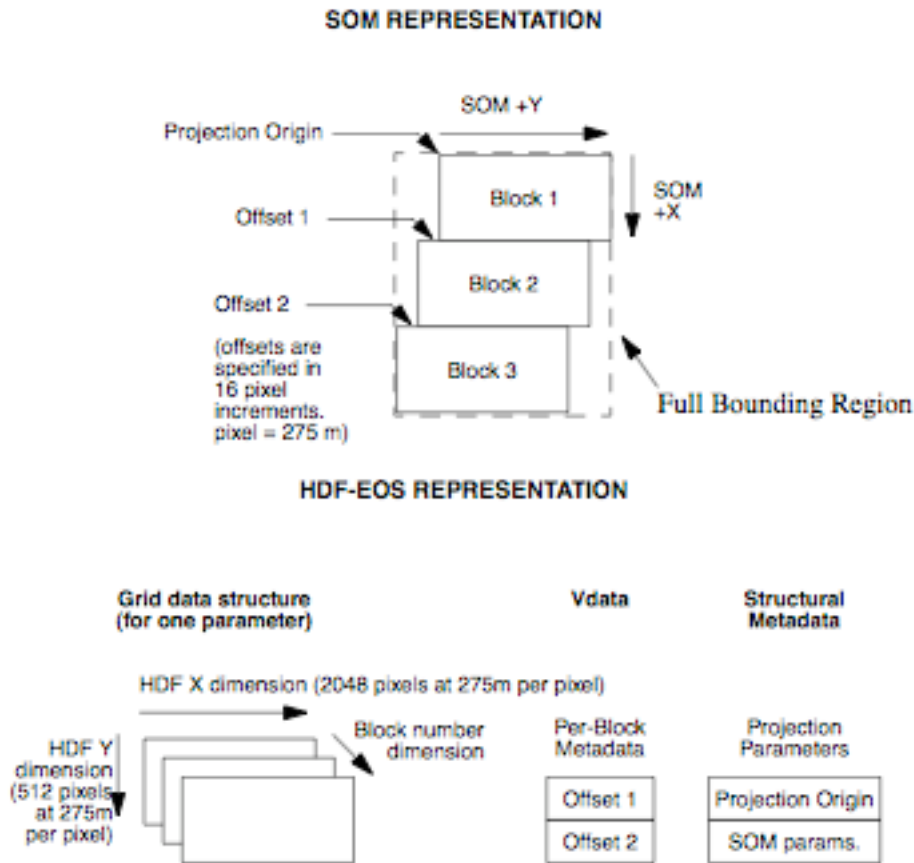 SOM REPRESENTATION
SOM +Y
Projection Origin
Block 1
SOM
+X
Offset 1
Block 2
Offset 2
(offsets are
specified in
16 pixel
increments.
pixel = 275 m)
Block 3
Full Bounding Region
HDF-EOS REPRESENTATION
Grid data structure
(for one parameter)
Vdata
Structural
Metadata
HDF X dimension (2048 pixels at 275m per pixel)
HDF Y
dimension
(512 pixels
at 275m
per pixel)
Block number
dimension
Per-Block
Metadata
Projection
Parameters
Offset 1
Projection Origin
Offset 2
SOM params.